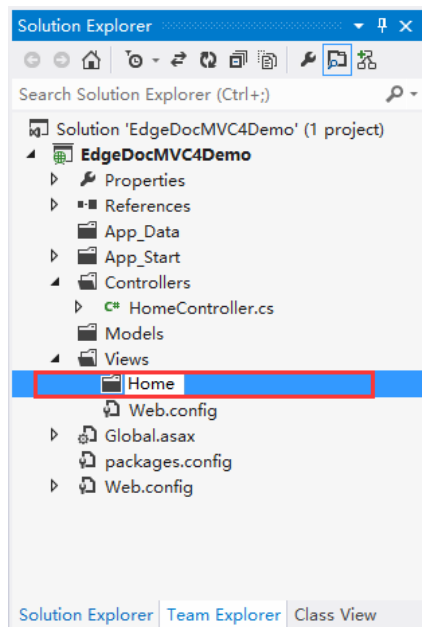 Solution Explorer
Search Solution Explorer (Ctrl+;)
Solution 'EdgeDocMVC4Demo' (1 project)
EdgeDocMVC4Demo
Properties
References
App_Data
App_Start
Controllers
C# HomeController.cs
Models
Views
Home
Web.config
Global.asax
packages.config
Web.config
Solution Explorer Team Explorer Class View